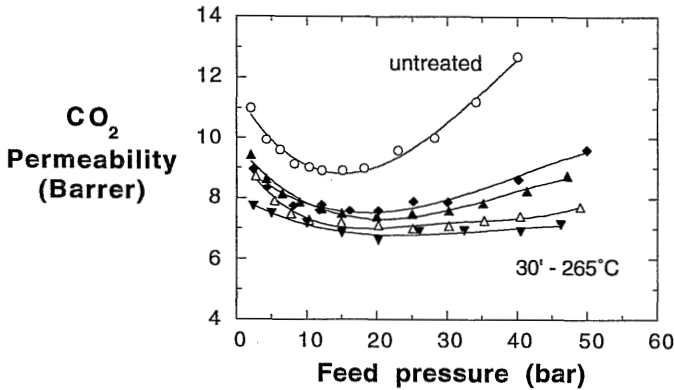 14
12
10
8
6
4
CO2
Permeability
(Barrer)
untreated
30' - 265°C
0 10 20 30 40 50 60
Feed pressure (bar)